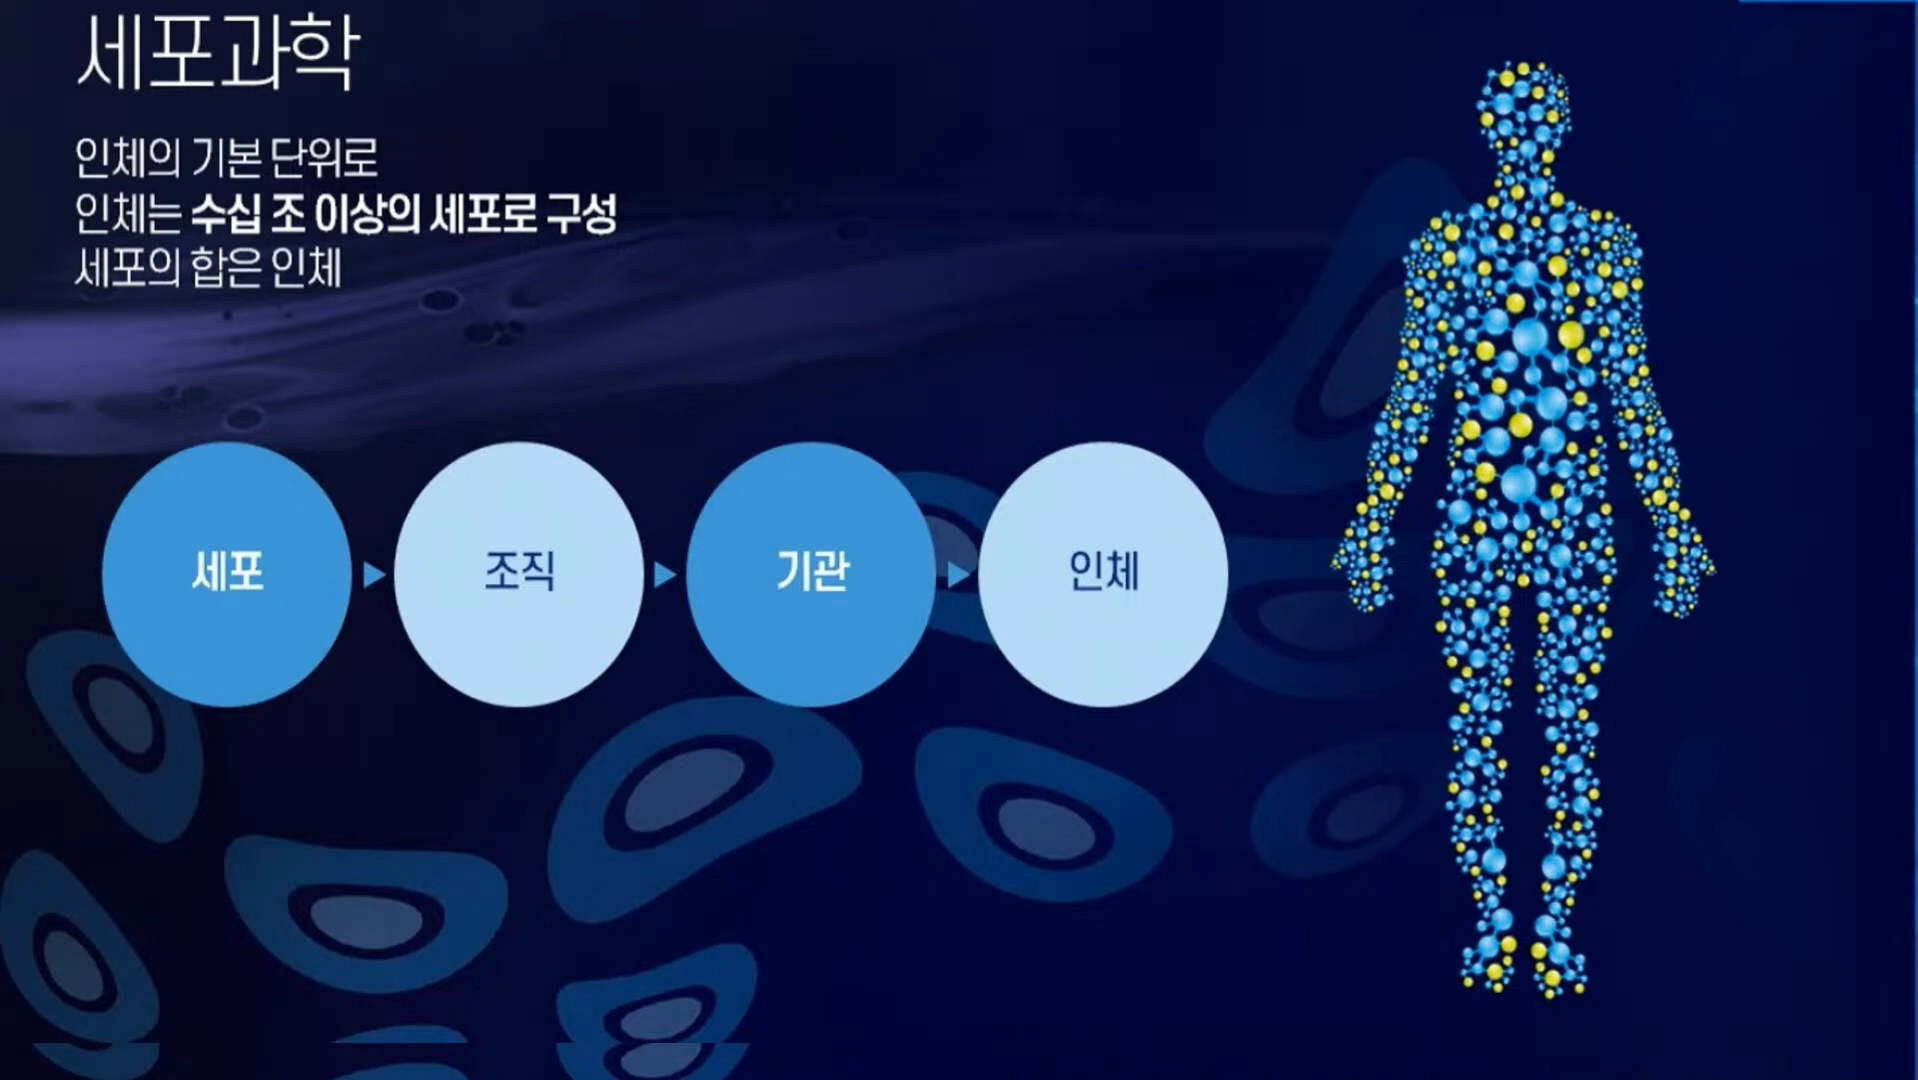 세포과학
인체의 기본 단위로
인체는 수십 조 이상의 세포로 구성
세포의 합은 인체
세포
조직
기관
인체